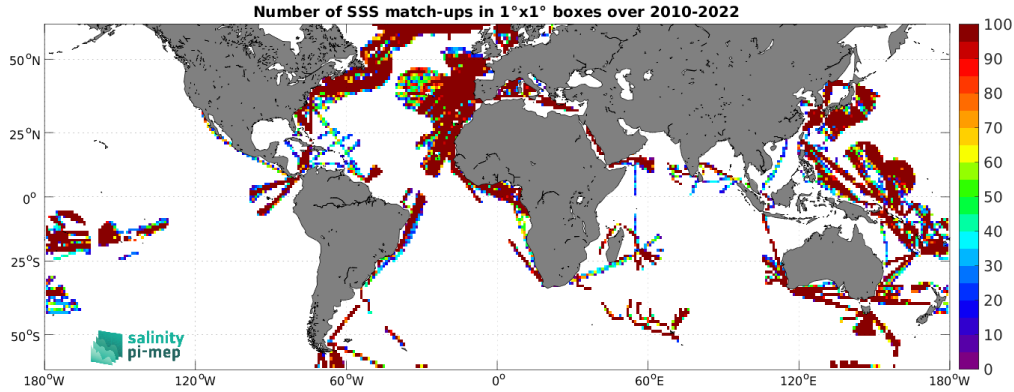 Number of SSS match-ups in 1°x1° boxes over 2010-2022
100
90
80
70
60
50
40
30
20
10
0
50°N
25°N
0°
25°S
50°S
salinity
pi-mep
180°W
120°W
60°W
0°
60°E
120°E
180°W